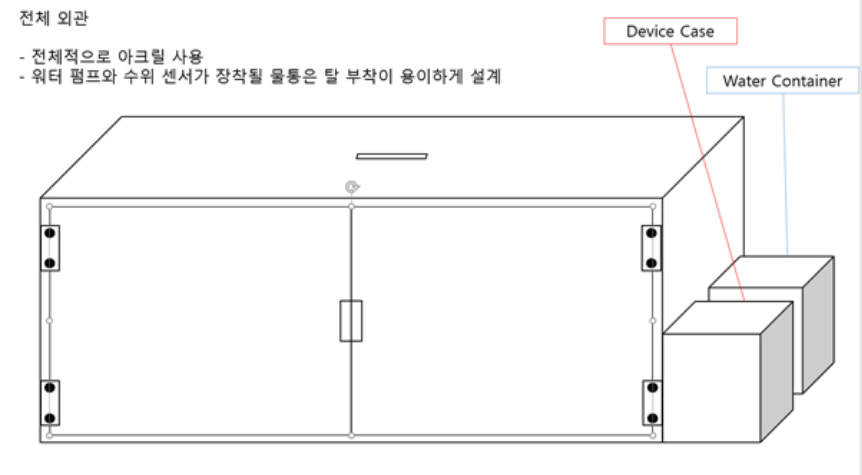 전체 외관
- 전체적으로 아크릴 사용
- 워터 펌프와 수위 센서가 장착될 물통은 탈 부착이 용이하게 설계
Device Case
Water Container